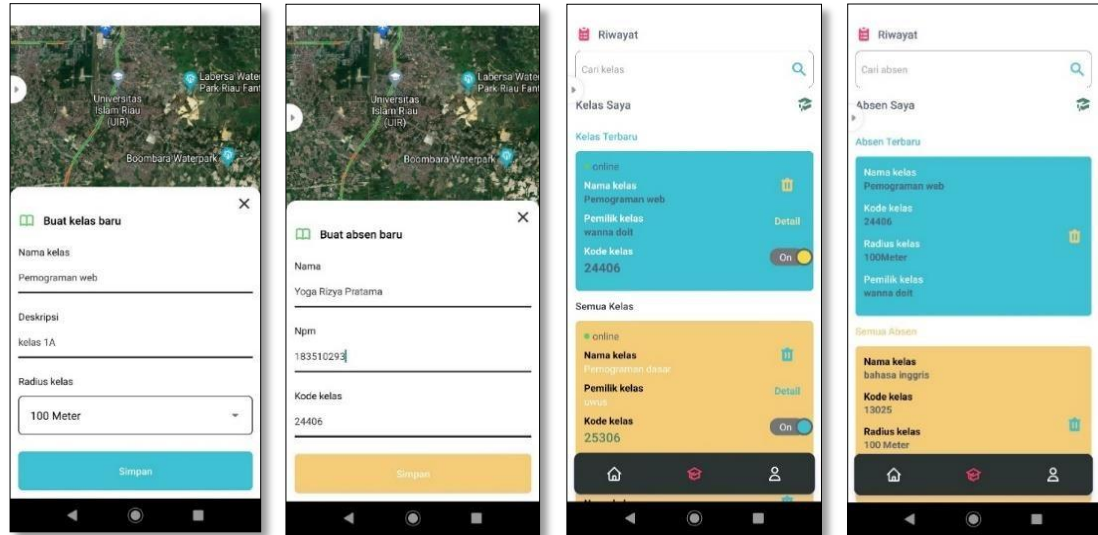 Labersa Water
Park Riau Fant
Universitas
Islam Riau
(UIR)
Boombara Waterpark
Buat kelas baru
Nama kelas
Pemograman web
Deskripsi
kelas 1A
Radius kelas
100 Meter
Simpan
Labersa Water
Park Riau Fant
Universitas
Islam Riau
(UIR)
Boombara Waterpark
Buat absen baru
Nama
Yoga Rizya Pratama
Npm
183510293
Kode kelas
24406
Simpan
Riwayat
Cari kelas
Kelas Saya
Kelas Terbaru
online
Nama kelas
Pemograman web
Pemilik kelas
wanna doit
Detail
Kode kelas
24406
On
Semua Kelas
online
Nama kelas
Pemograman dasar
Pemilik kelas
uwus
Detail
Kode kelas
25306
On
Riwayat
Cari absen
Absen Saya
Absen Terbaru
Nama kelas
Pemograman web
Kode kelas
24406
Radius kelas
100Meter
Pemilik kelas
wanna doit
Semua Absen
Nama kelas
bahasa inggris
Kode kelas
13025
Radius kelas
100 Meter